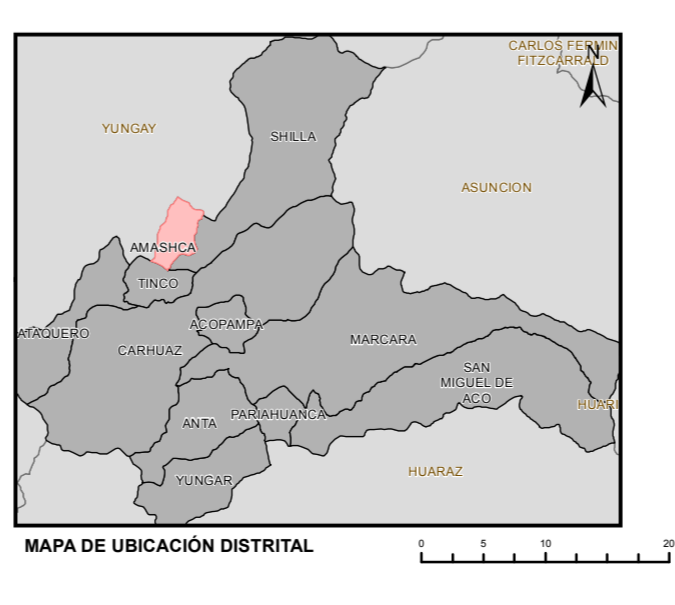 CARLOS FERMIN
FITZCARRALD
N
YUNGAY
SHILLA
ASUNCION
AMASHCA
TINCO
ACOPAMPA
ATAQUERO
CARHUAZ
MARCARA
SAN
MIGUEL DE
ACO
HUARI
PARIAHUANCA
ANTA
HUARAZ
YUNGAR
MAPA DE UBICACIÓN DISTRITAL
0 5 10 20